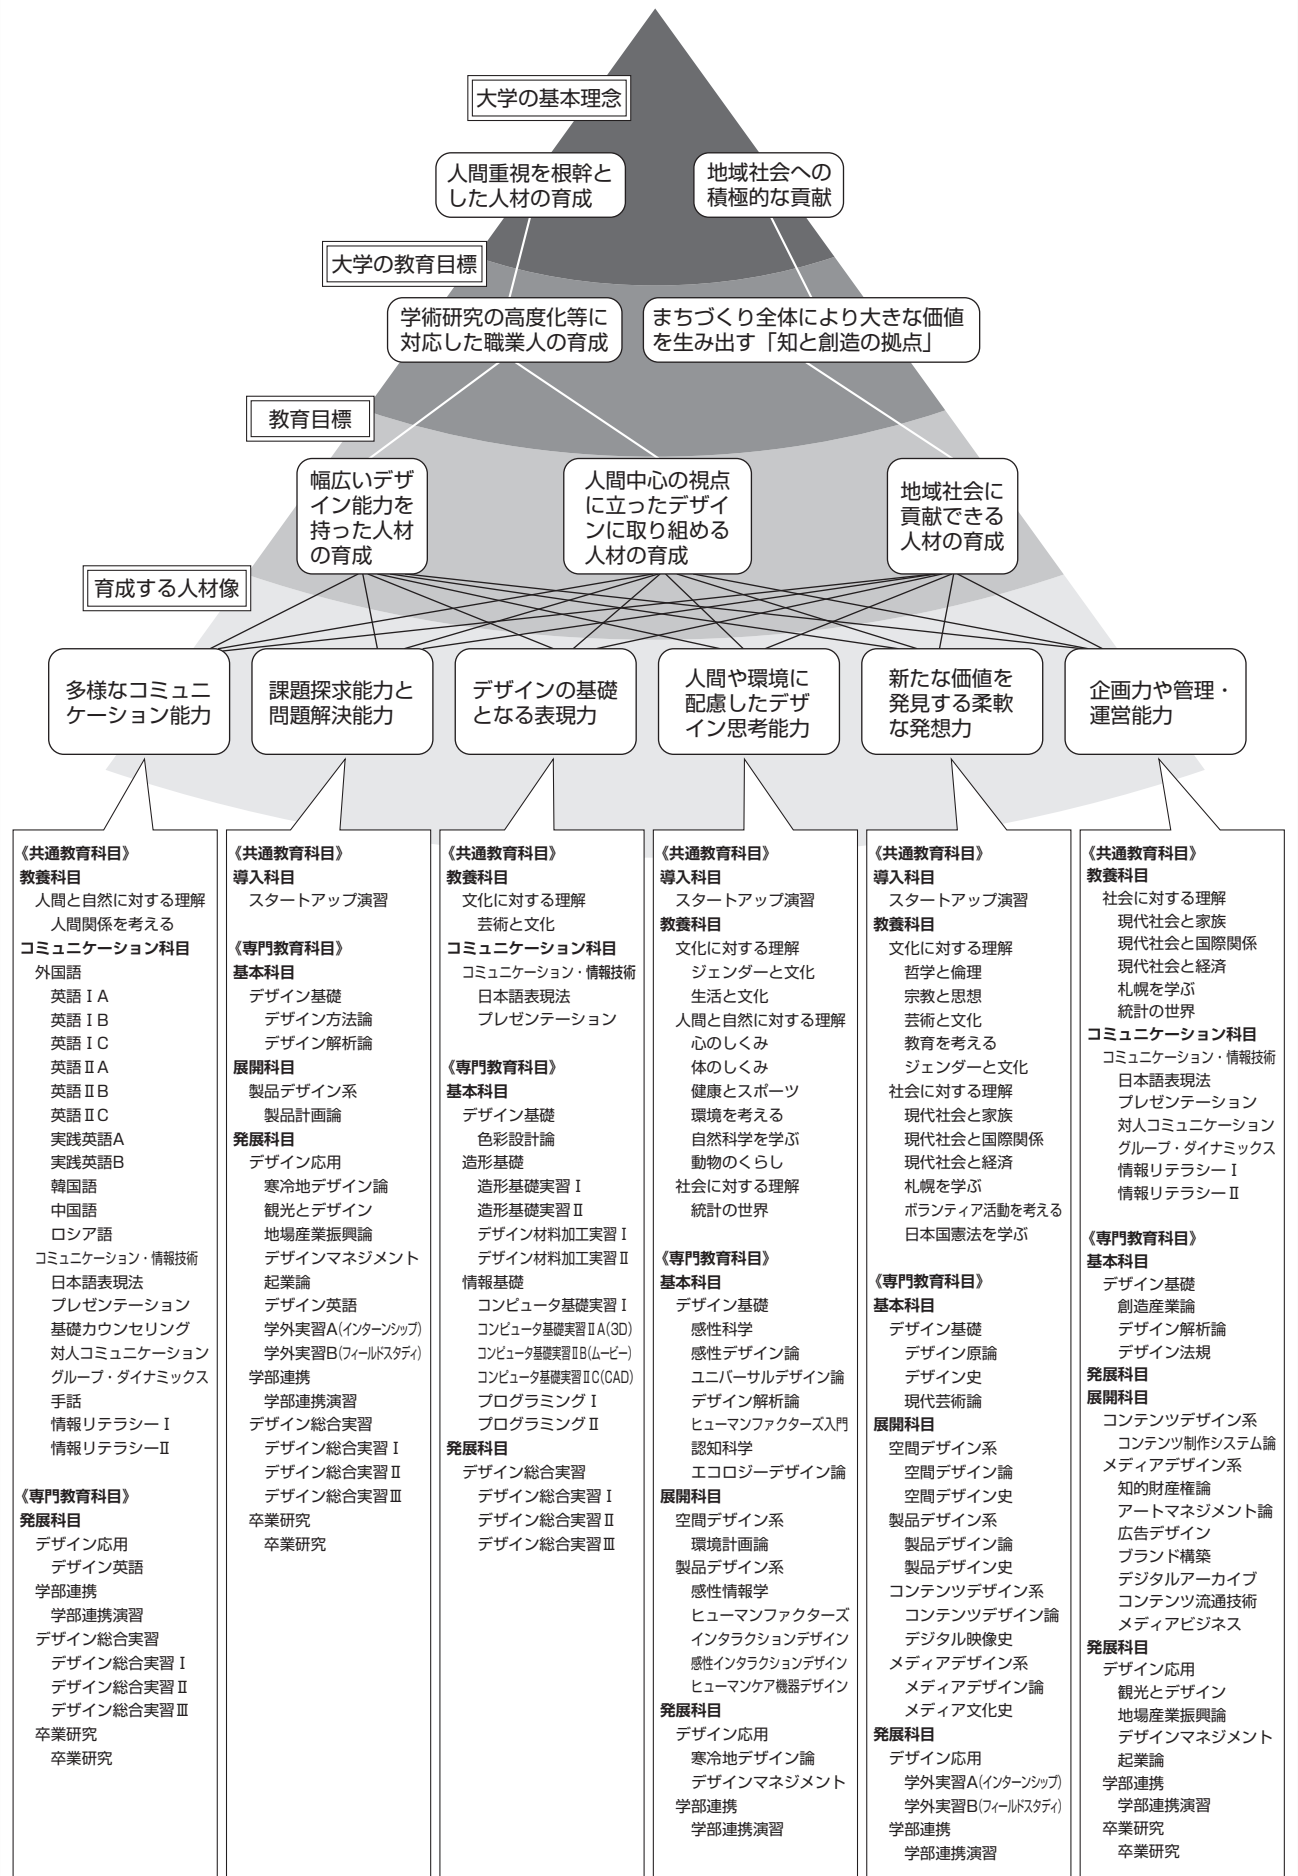 大学の基本理念
人間重視を根幹と
した人材の育成
地域社会への
積極的な貢献
大学の教育目標
学術研究の高度化等に
対応した職業人の育成
まちづくり全体により大きな価値
を生み出す「知と創造の拠点」
教育目標
幅広いデザ
イン能力を
持った人材
の育成
人間中心の視点
に立ったデザイ
ンに取り組める
人材の育成
地域社会に
貢献できる
人材の育成
育成する人材像
多様なコミュニ
ケーション能力
課題探求能力と
問題解決能力
デザインの基礎
となる表現力
人間や環境に
配慮したデザ
イン思考能力
新たな価値を
発見する柔軟
な発想力
企画力や管理・
運営能力
《共通教育科目》
教養科目
人間と自然に対する理解
人間関係を考える
コミュニケーション科目
外国語
英語ⅠA
英語ⅠB
英語ⅠC
英語ⅡA
英語ⅡB
英語ⅡC
実践英語A
実践英語B
韓国語
中国語
ロシア語
コミュニケーション・情報技術
日本語表現法
プレゼンテーション
基礎カウンセリング
対人コミュニケーション
グループ・ダイナミックス
手話
情報リテラシーⅠ
情報リテラシーⅡ
《専門教育科目》
発展科目
デザイン応用
デザイン英語
学部連携
学部連携演習
デザイン総合実習
デザイン総合実習Ⅰ
デザイン総合実習Ⅱ
デザイン総合実習Ⅲ
卒業研究
卒業研究
《共通教育科目》
導入科目
スタートアップ演習
《専門教育科目》
基本科目
デザイン基礎
デザイン方法論
デザイン解析論
展開科目
製品デザイン系
製品計画論
発展科目
デザイン応用
寒冷地デザイン論
観光とデザイン
地場産業振興論
デザインマネジメント
起業論
デザイン英語
学外実習A(インターンシップ)
学外実習B(フィールドスタディ)
学部連携
学部連携演習
デザイン総合実習
デザイン総合実習Ⅰ
デザイン総合実習Ⅱ
デザイン総合実習Ⅲ
卒業研究
卒業研究
《共通教育科目》
教養科目
文化に対する理解
芸術と文化
コミュニケーション科目
コミュニケーション・情報技術
日本語表現法
プレゼンテーション
《専門教育科目》
基本科目
デザイン基礎
色彩設計論
造形基礎
造形基礎実習Ⅰ
造形基礎実習Ⅱ
デザイン材料加工実習Ⅰ
デザイン材料加工実習Ⅱ
情報基礎
コンピュータ基礎実習Ⅰ
コンピュータ基礎実習ⅡA(3D)
コンピュータ基礎実習ⅡB(ムービー)
コンピュータ基礎実習ⅡC(CAD)
プログラミングⅠ
プログラミングⅡ
発展科目
デザイン総合実習
デザイン総合実習Ⅰ
デザイン総合実習Ⅱ
デザイン総合実習Ⅲ
《共通教育科目》
導入科目
スタートアップ演習
教養科目
文化に対する理解
ジェンダーと文化
生活と文化
人間と自然に対する理解
心のしくみ
体のしくみ
健康とスポーツ
環境を考える
自然科学を学ぶ
動物のくらし
社会に対する理解
統計の世界
《専門教育科目》
基本科目
デザイン基礎
感性科学
感性デザイン論
ユニバーサルデザイン論
デザイン解析論
ヒューマンファクターズ入門
認知科学
エコロジーデザイン論
展開科目
空間デザイン系
環境計画論
製品デザイン系
感性情報学
ヒューマンファクターズ
インタラクションデザイン
感性インタラクションデザイン
ヒューマンケア機器デザイン
発展科目
デザイン応用
寒冷地デザイン論
デザインマネジメント
学部連携
学部連携演習
《共通教育科目》
導入科目
スタートアップ演習
教養科目
文化に対する理解
哲学と倫理
宗教と思想
芸術と文化
教育を考える
ジェンダーと文化
社会に対する理解
現代社会と家族
現代社会と国際関係
現代社会と経済
札幌を学ぶ
ボランティア活動を考える
日本国憲法を学ぶ
《専門教育科目》
基本科目
デザイン基礎
デザイン原論
デザイン史
現代芸術論
展開科目
空間デザイン系
空間デザイン論
空間デザイン史
製品デザイン系
製品デザイン論
製品デザイン史
コンテンツデザイン系
コンテンツデザイン論
デジタル映像史
メディアデザイン系
メディアデザイン論
メディア文化史
発展科目
デザイン応用
学外実習A(インターンシップ)
学外実習B(フィールドスタディ)
学部連携
学部連携演習
《共通教育科目》
教養科目
社会に対する理解
現代社会と家族
現代社会と国際関係
現代社会と経済
札幌を学ぶ
統計の世界
コミュニケーション科目
コミュニケーション・情報技術
日本語表現法
プレゼンテーション
対人コミュニケーション
グループ・ダイナミックス
情報リテラシーⅠ
情報リテラシーⅡ
《専門教育科目》
基本科目
デザイン基礎
創造産業論
デザイン解析論
デザイン法規
発展科目
展開科目
コンテンツデザイン系
コンテンツ制作システム論
メディアデザイン系
知的財産権論
アートマネジメント論
広告デザイン
ブランド構築
デジタルアーカイブ
コンテンツ流通技術
メディアビジネス
発展科目
デザイン応用
観光とデザイン
地場産業振興論
デザインマネジメント
起業論
学部連携
学部連携演習
卒業研究
卒業研究